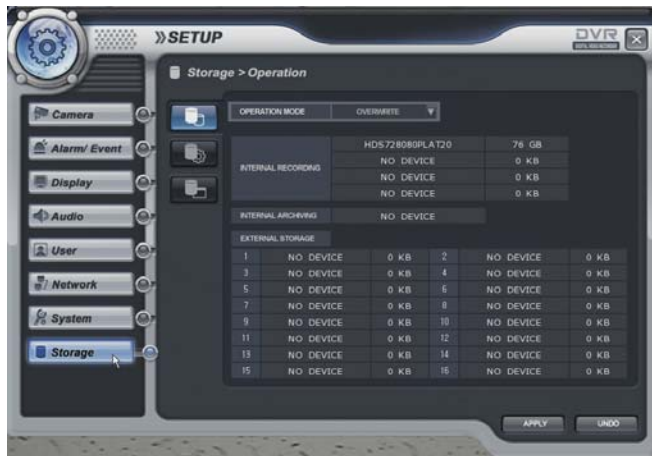 SETUP
DVR
DIGITAL VIDEO RECORDER
Storage > Operation
Camera
Alarm/ Event
Display
Audio
User
Network
System
Storage
OPERATION MODE OVERWRITE
INTERNAL RECORDING
HDS728080PLAT20 76 GB
NO DEVICE 0 KB
NO DEVICE 0 KB
NO DEVICE 0 KB
INTERNAL ARCHIVING NO DEVICE
EXTERNAL STORAGE
1 NO DEVICE 0 KB 2 NO DEVICE 0 KB
3 NO DEVICE 0 KB 4 NO DEVICE 0 KB
5 NO DEVICE 0 KB 6 NO DEVICE 0 KB
7 NO DEVICE 0 KB 8 NO DEVICE 0 KB
9 NO DEVICE 0 KB 10 NO DEVICE 0 KB
11 NO DEVICE 0 KB 12 NO DEVICE 0 KB
13 NO DEVICE 0 KB 14 NO DEVICE 0 KB
15 NO DEVICE 0 KB 16 NO DEVICE 0 KB
APPLY UNDO